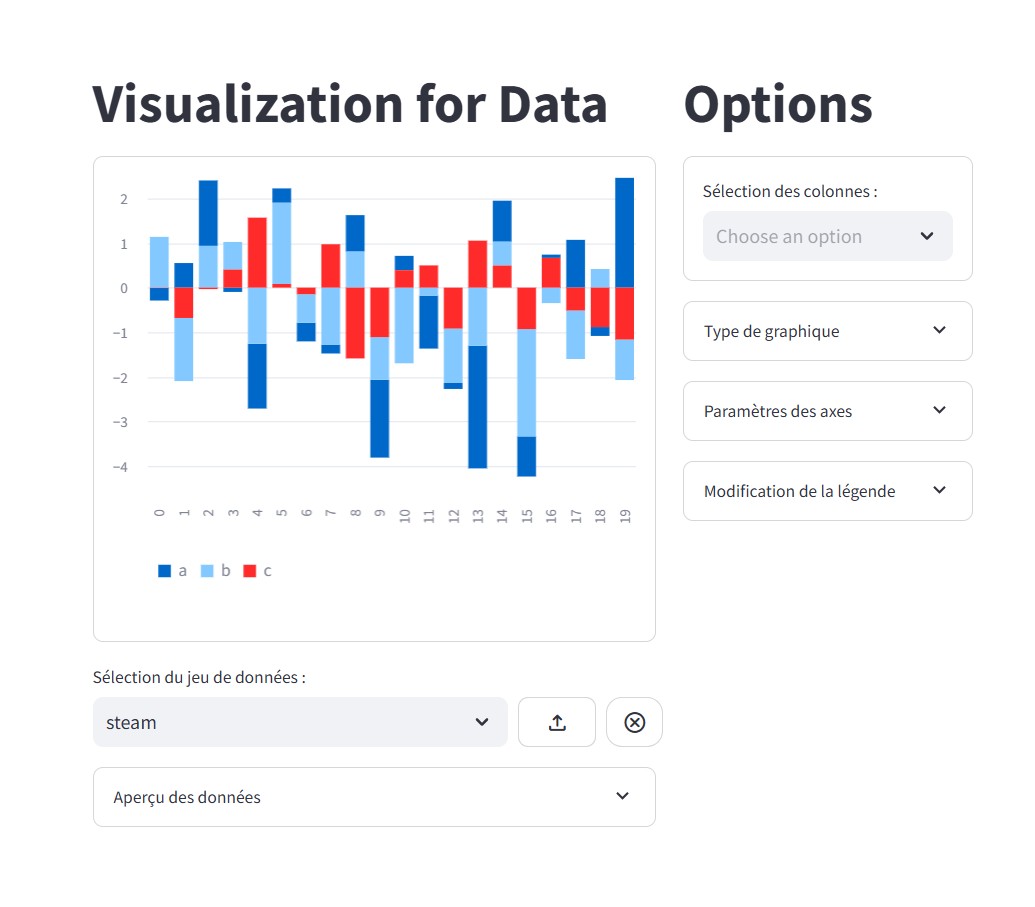 Visualization for Data
2
1
0
−1
−2
−3
−4
0 1 2 3 4 5 6 7 8 9 10 11 12 13 14 15 16 17 18 19
a b c
Sélection du jeu de données :
steam
Aperçu des données
Options
Sélection des colonnes :
Choose an option
Type de graphique
Paramètres des axes
Modification de la légende